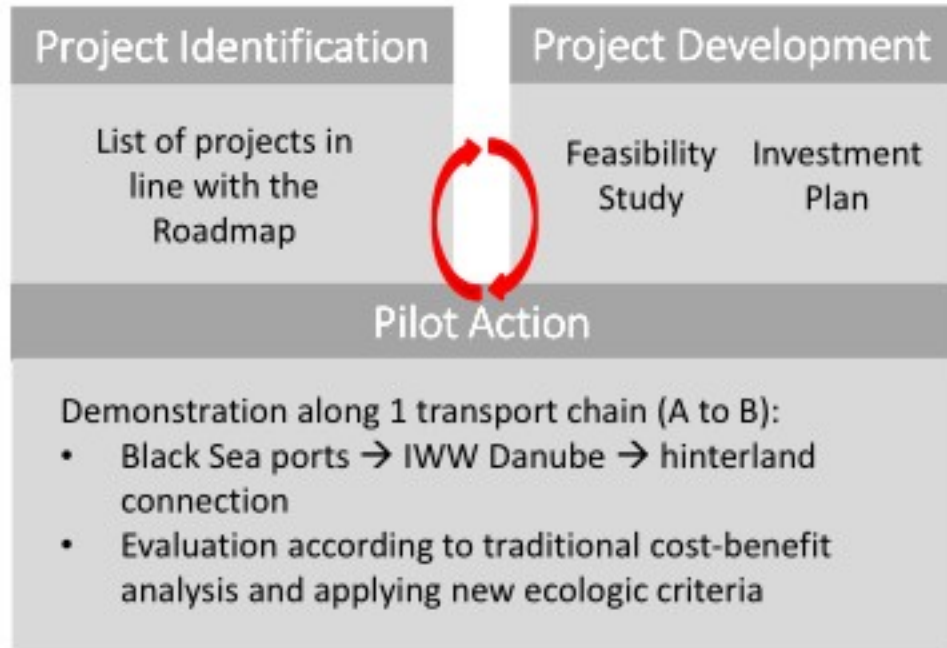 Project Identification
List of projects in
line with the
Roadmap
Project Development
Feasibility
Study
Investment
Plan
Pilot Action
Demonstration along 1 transport chain (A to B):
• Black Sea ports → IWW Danube → hinterland
connection
• Evaluation according to traditional cost-benefit
analysis and applying new ecologic criteria